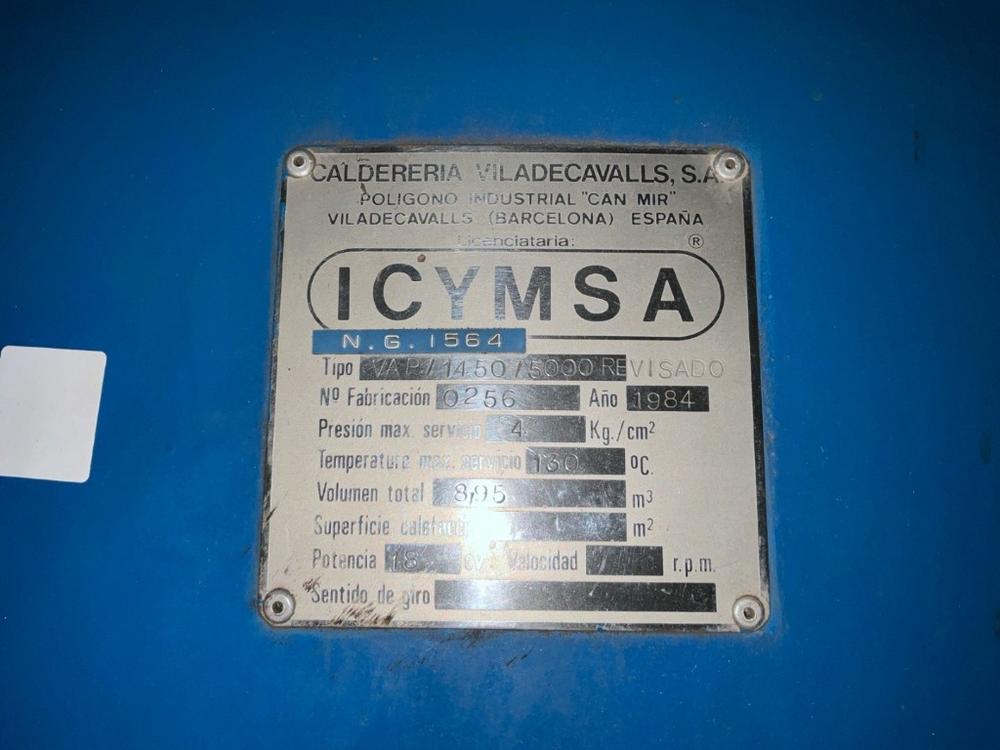 CALDERERIA VILADECAVALLS, S.A.
POLIGONO INDUSTRIAL "CAN MIR"
VILADECAVALLS (BARCELONA) ESPAÑA
Licenciataria: ®
ICYMSA
N.G. 1564
Tipo VAP/1450/5000 REVISADO
Nº Fabricación 0256 Año 1984
Presión max. servicio 4 Kg./cm²
Temperatura max. servicio 130 ºC.
Volumen total 8,95 m³
Superficie m²
Potencia 18 CV Velocidad r.p.m.
Sentido de giro